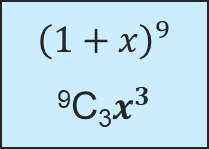 (1 + x)⁹
⁹C₃x³